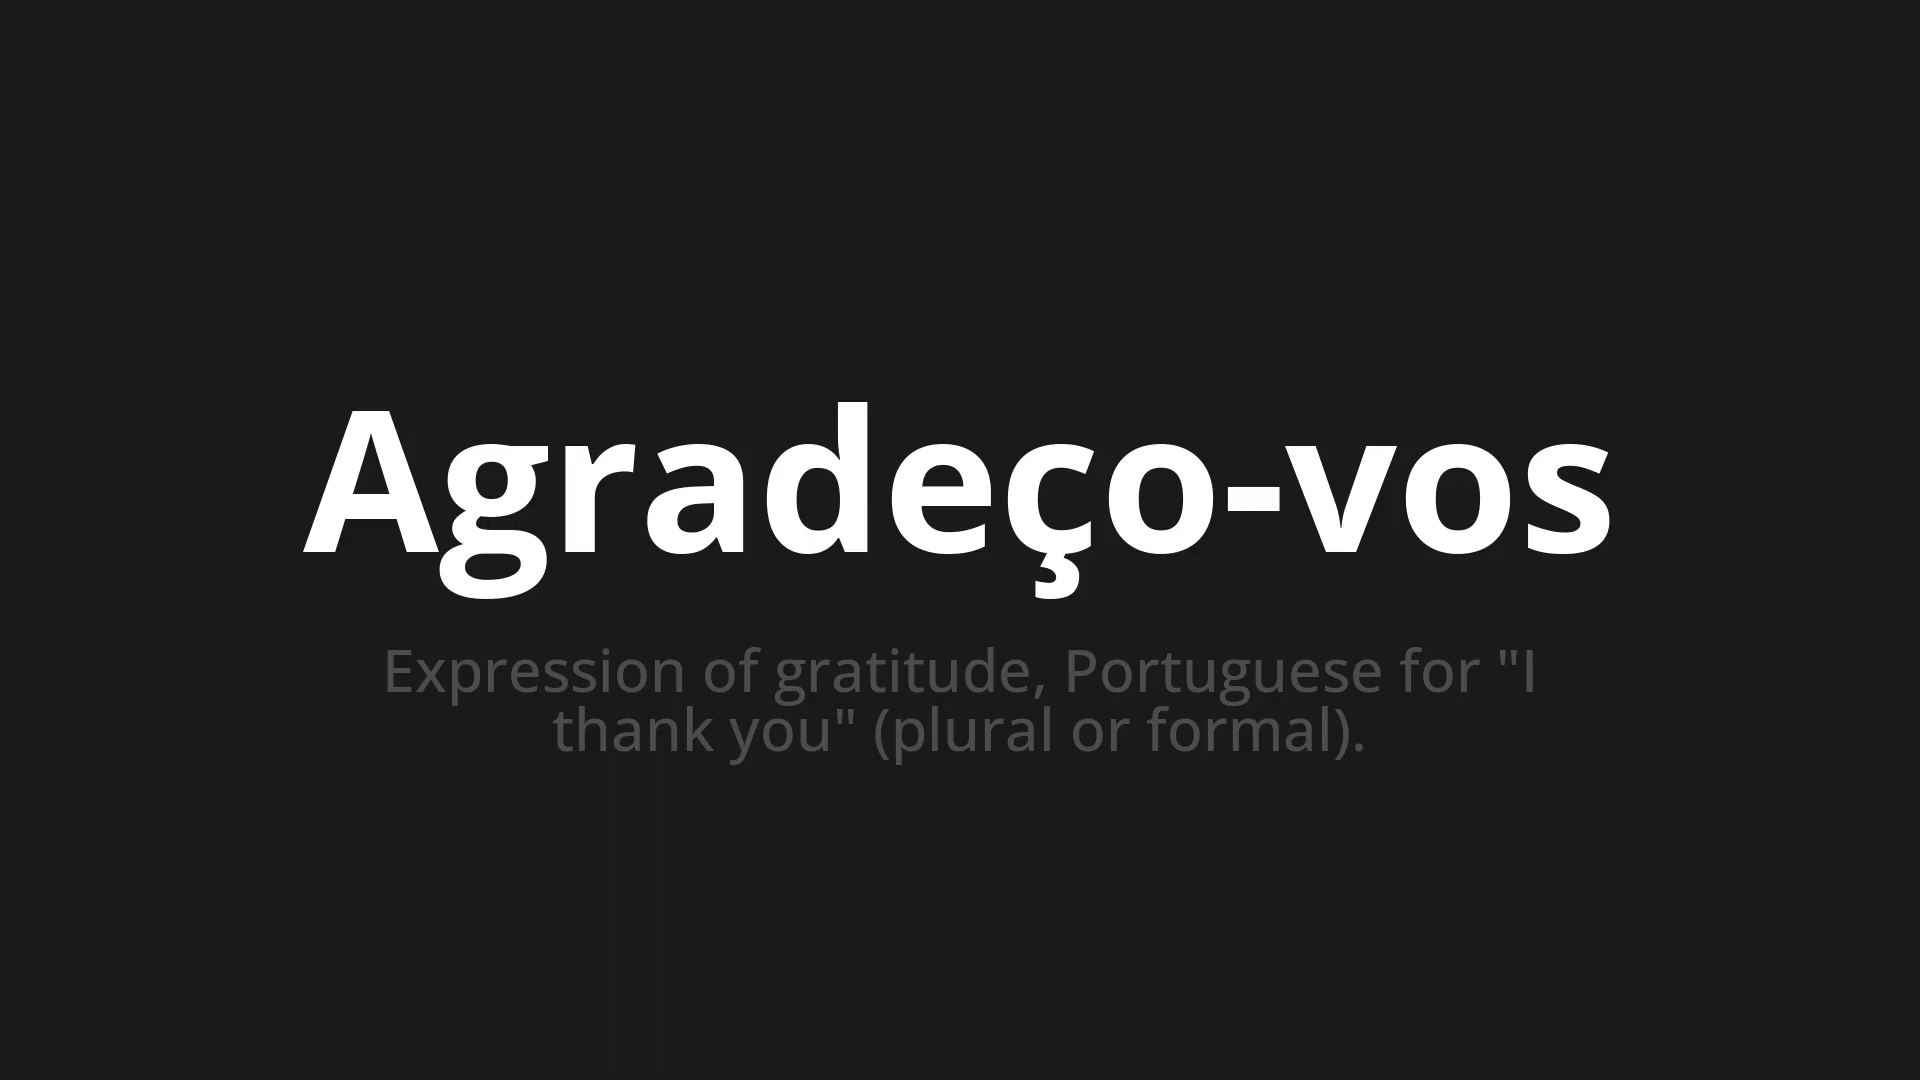 Agradeço-vos
Expression of gratitude, Portuguese for "I
thank you" (plural or formal).